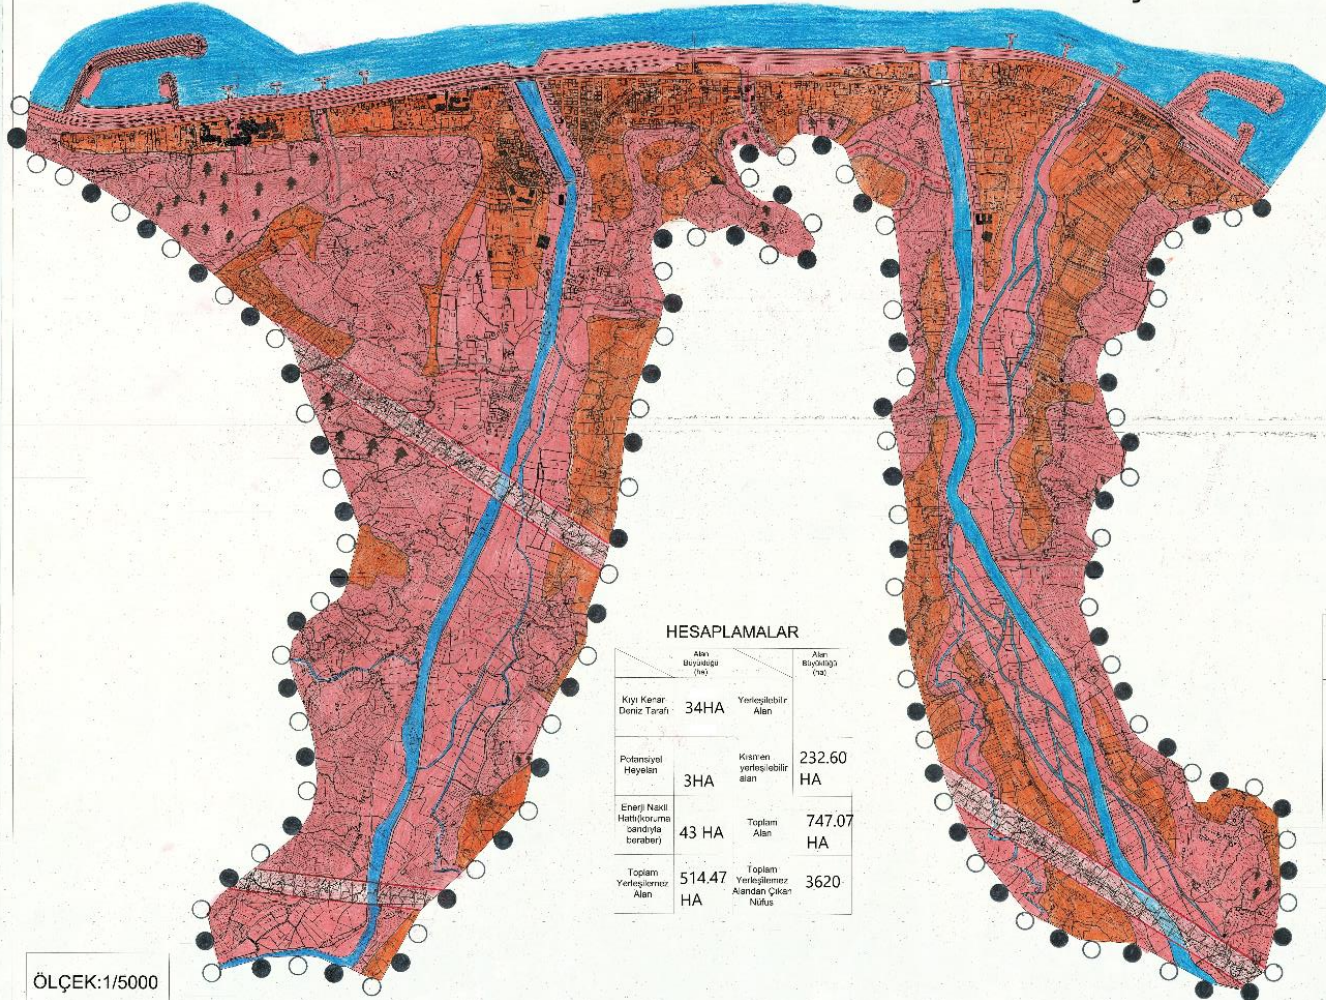 HESAPLAMALAR
Alan
Büyüklüğü
(ha)
Alan
Büyüklüğü
(ha)
Kıyı Kenar
Deniz Tarafı
34HA
Yerleşilebilir
Alan
Potansiyel
Heyelan
3HA
Kısmen
yerleşilebilir
alan
232.60
HA
Enerji Nakil
Hattı(koruma
bandıyla
beraber)
43 HA
Toplam
Alan
747.07
HA
Toplam
Yerleşilemez
Alan
514.47
HA
Toplam
Yerleşilemez
Alandan Çıkan
Nüfus
3620
ÖLÇEK:1/5000